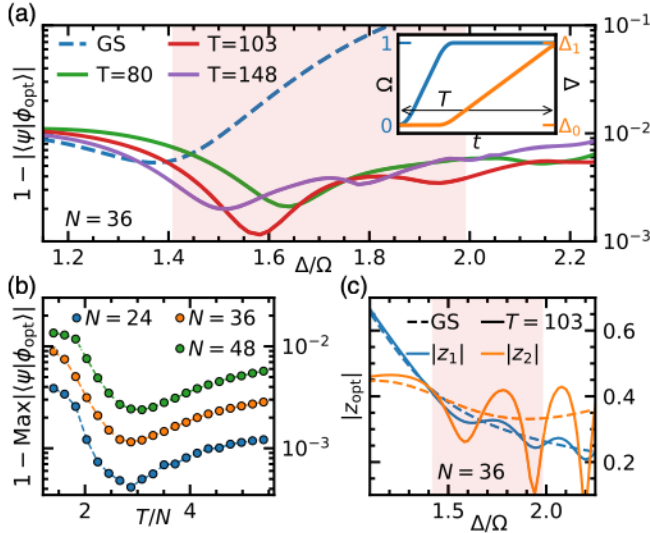 (a)
GS
T=103
T=80
T=148
1 − |⟨ψ|ϕopt⟩|
N = 36
10−1
10−2
10−3
1.2 1.4 1.6 1.8 2.0 2.2
Δ/Ω
1
0
Ω
T
t
Δ1
Δ0
Δ
(b)
N = 24
N = 36
N = 48
1 − Max|⟨ψ|ϕopt⟩|
10−2
10−3
2 4
T/N
(c)
GS
T = 103
|z1|
|z2|
|zopt|
N = 36
0.6
0.4
0.2
1.5 2.0
Δ/Ω